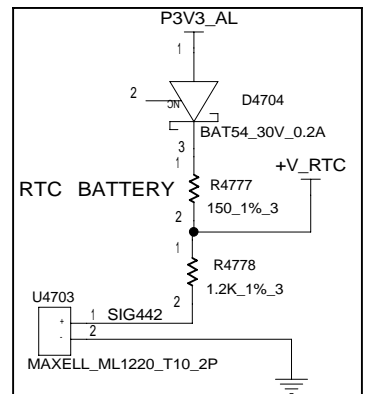 P3V3_AL
1
2
NC
D4704
BAT54_30V_0.2A
3
1
+V_RTC
RTC BATTERY
R4777
150_1%_3
2
1
R4778
1.2K_1%_3
2
U4703
+
1
SIG442
-
2
MAXELL_ML1220_T10_2P